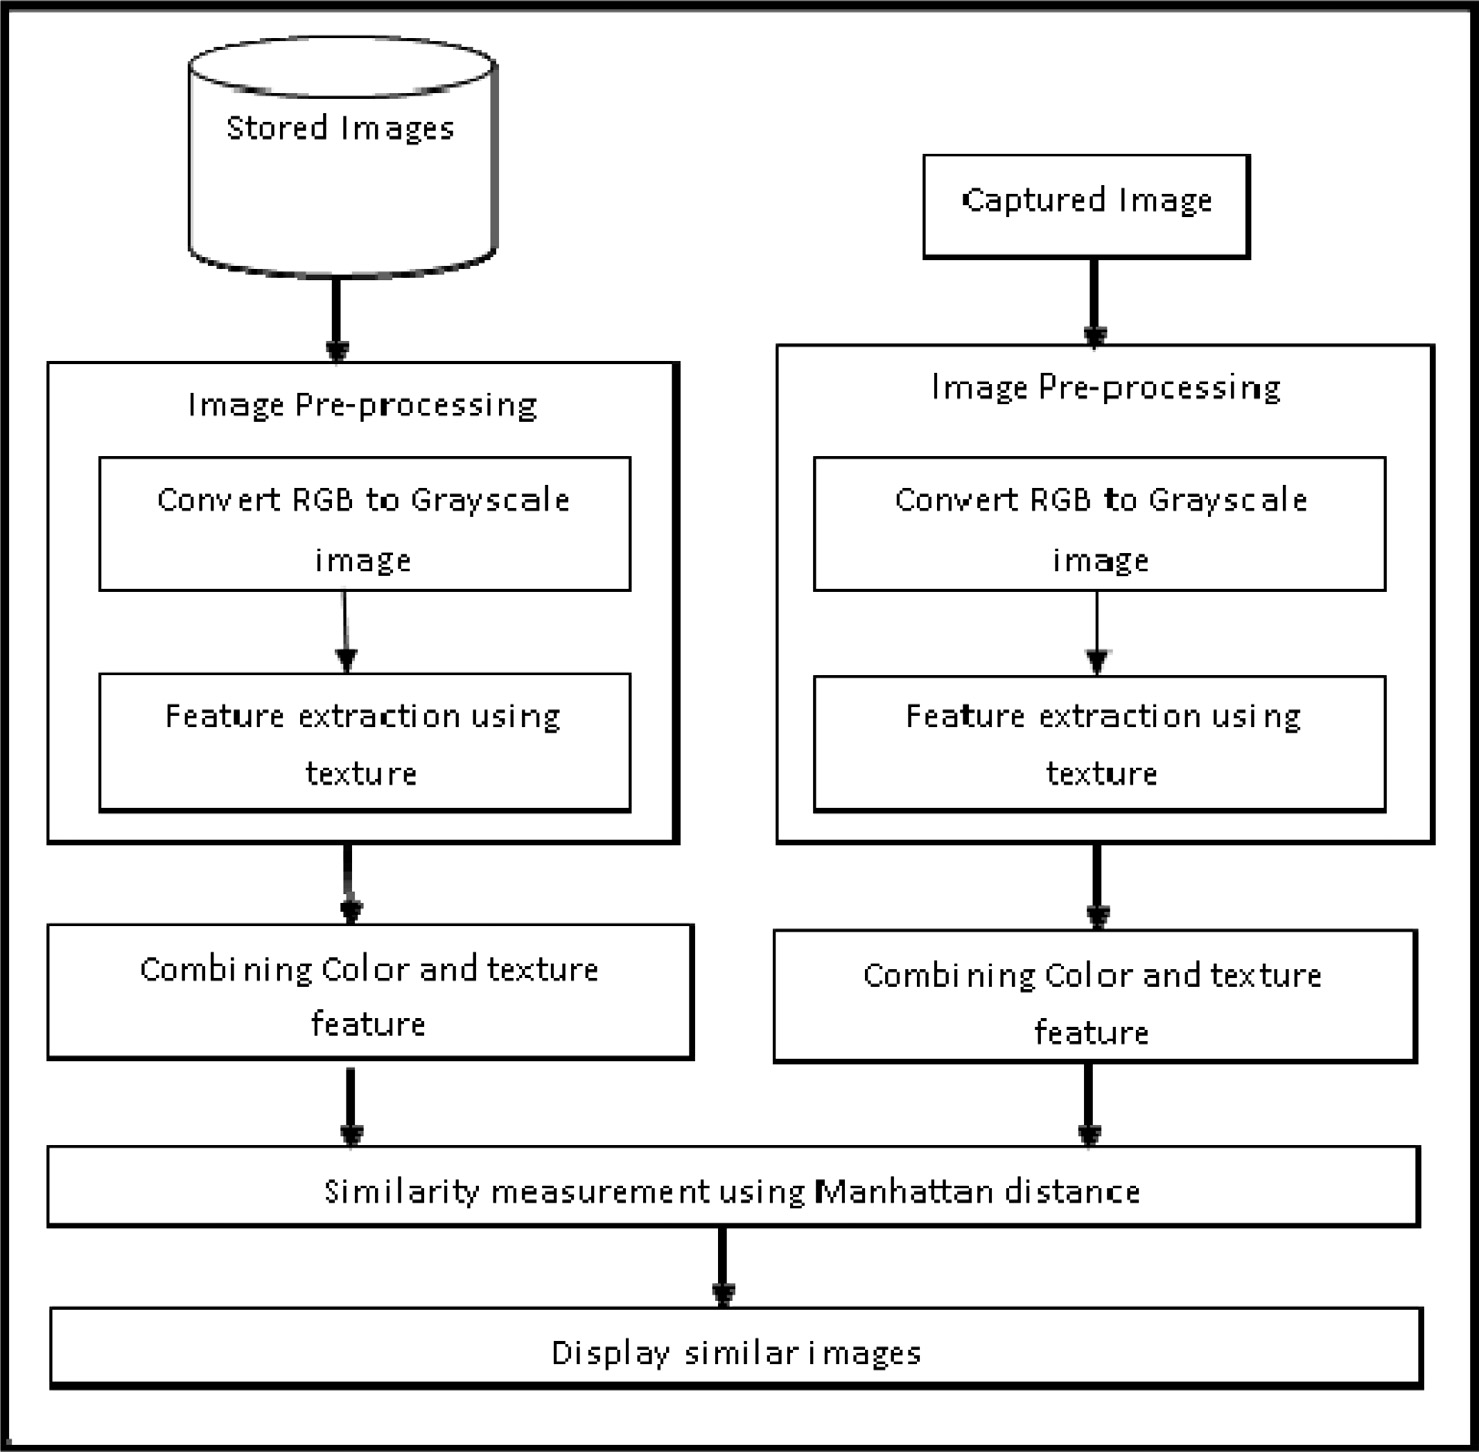 Stored Images
Captured Image
Image Pre-processing
Convert RGB to Grayscale
image
Feature extraction using
texture
Combining Color and texture
feature
Image Pre-processing
Convert RGB to Grayscale
image
Feature extraction using
texture
Combining Color and texture
feature
Similarity measurement using Manhattan distance
Display similar images